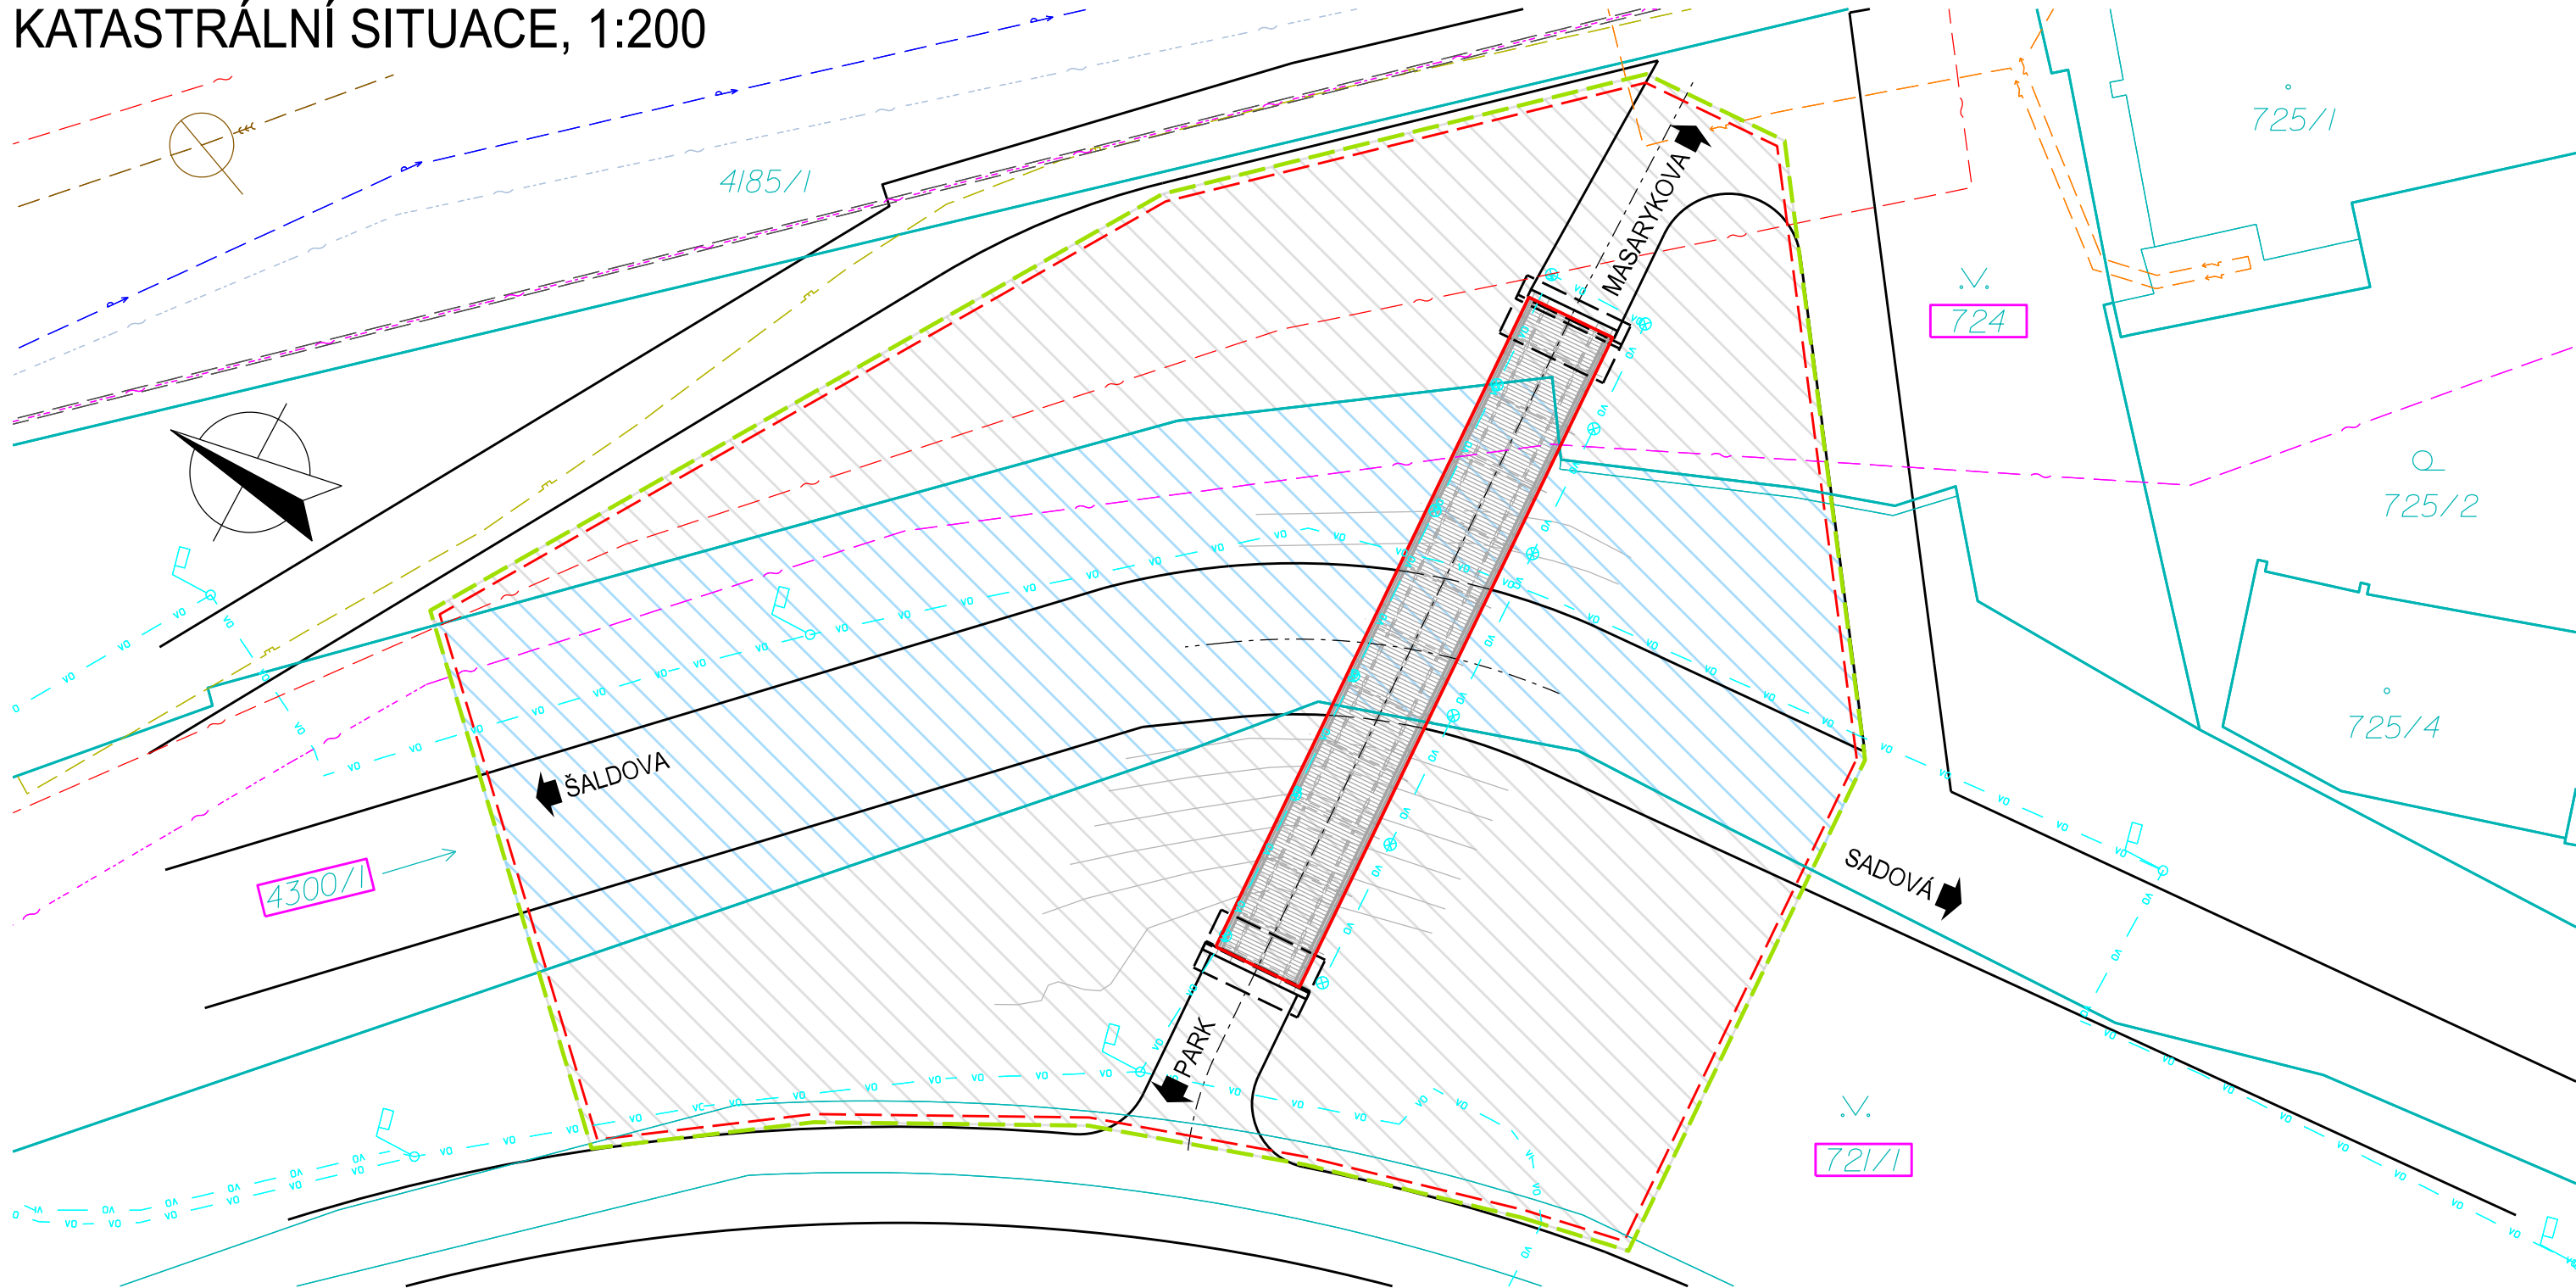 KATASTRÁLNÍ SITUACE, 1:200
4185/1
725/1
MASARYKOVA
724
725/2
725/4
ŠALDOVA
4300/1
SADOVÁ
PARK
721/1